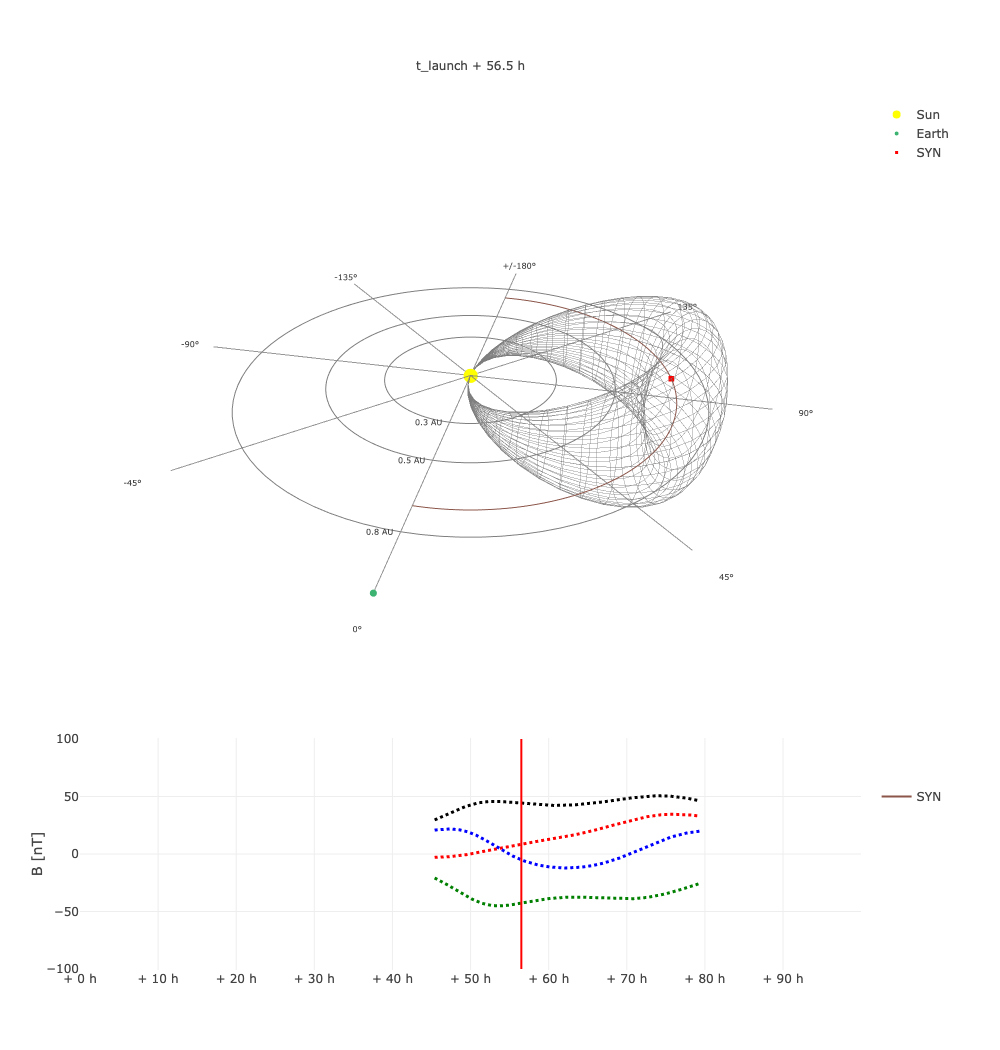 t_launch + 56.5 h
Sun
Earth
SYN
+/-180°
-135°
135°
-90°
90°
0.3 AU
0.5 AU
-45°
0.8 AU
45°
0°
100
50
0
−50
−100
B [nT]
SYN
+ 0 h + 10 h + 20 h + 30 h + 40 h + 50 h + 60 h + 70 h + 80 h + 90 h